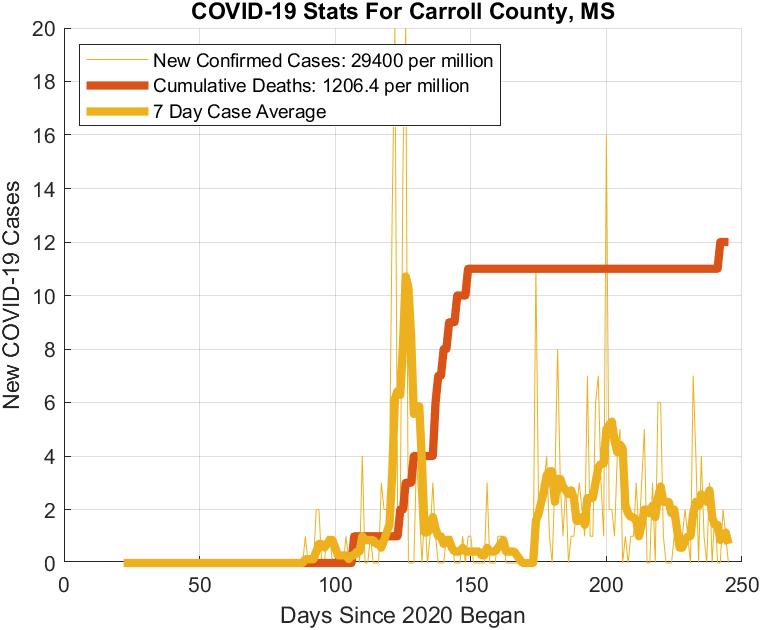 COVID-19 Stats For Carroll County, MS
New Confirmed Cases: 29400 per million
Cumulative Deaths: 1206.4 per million
7 Day Case Average
New COVID-19 Cases
20
18
16
14
12
10
8
6
4
2
0
0 50 100 150 200 250
Days Since 2020 Began